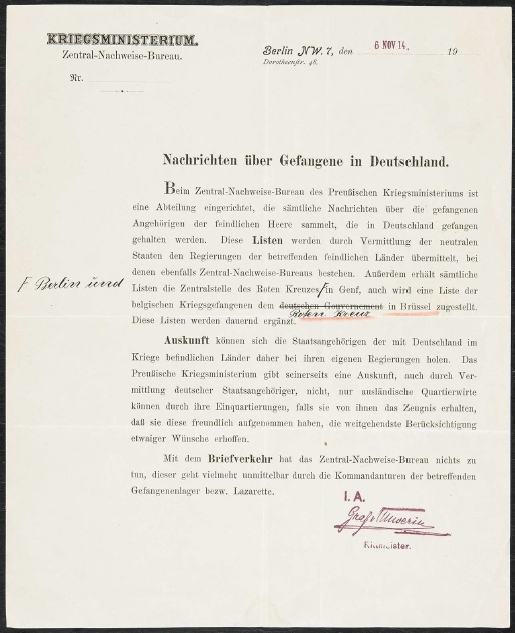 KRIEGSMINISTERIUM.
Zentral-Nachweise-Bureau.
Nr.
Berlin NW. 7, den 6 NOV 14. 19
Dorotheenstr. 48.
Nachrichten über Gefangene in Deutschland.
Beim Zentral-Nachweise-Bureau des Preußischen Kriegsministeriums ist
eine Abteilung eingerichtet, die sämtliche Nachrichten über die gefangenen
Angehörigen der feindlichen Heere sammelt, die in Deutschland gefangen
gehalten werden. Diese Listen werden durch Vermittlung der neutralen
Staaten den Regierungen der betreffenden feindlichen Länder übermittelt, bei
denen ebenfalls Zentral-Nachweise-Bureaus bestehen. Außerdem erhält sämtliche
Berlin und
Listen die Zentralstelle des Roten Kreuzes in Genf, auch wird eine Liste der
belgischen Kriegsgefangenen dem deutschen Gouvernement in Brüssel zugestellt.
Roten Kreuz
Diese Listen werden dauernd ergänzt.
Auskunft können sich die Staatsangehörigen der mit Deutschland im
Kriege befindlichen Länder daher bei ihren eigenen Regierungen holen. Das
Preußische Kriegsministerium gibt seinerseits eine Auskunft, auch durch Ver-
mittlung deutscher Staatsangehöriger, nicht, nur ausländische Quartierwirte
können durch ihre Einquartierungen, falls sie von ihnen das Zeugnis erhalten,
daß sie diese freundlich aufgenommen haben, die weitgehendste Berücksichtigung
etwaiger Wünsche erhoffen.
Mit dem Briefverkehr hat das Zentral-Nachweise-Bureau nichts zu
tun, dieser geht vielmehr unmittelbar durch die Kommandanturen der betreffenden
Gefangenenlager bezw. Lazarette.
I. A.
Graf
Rittmeister.